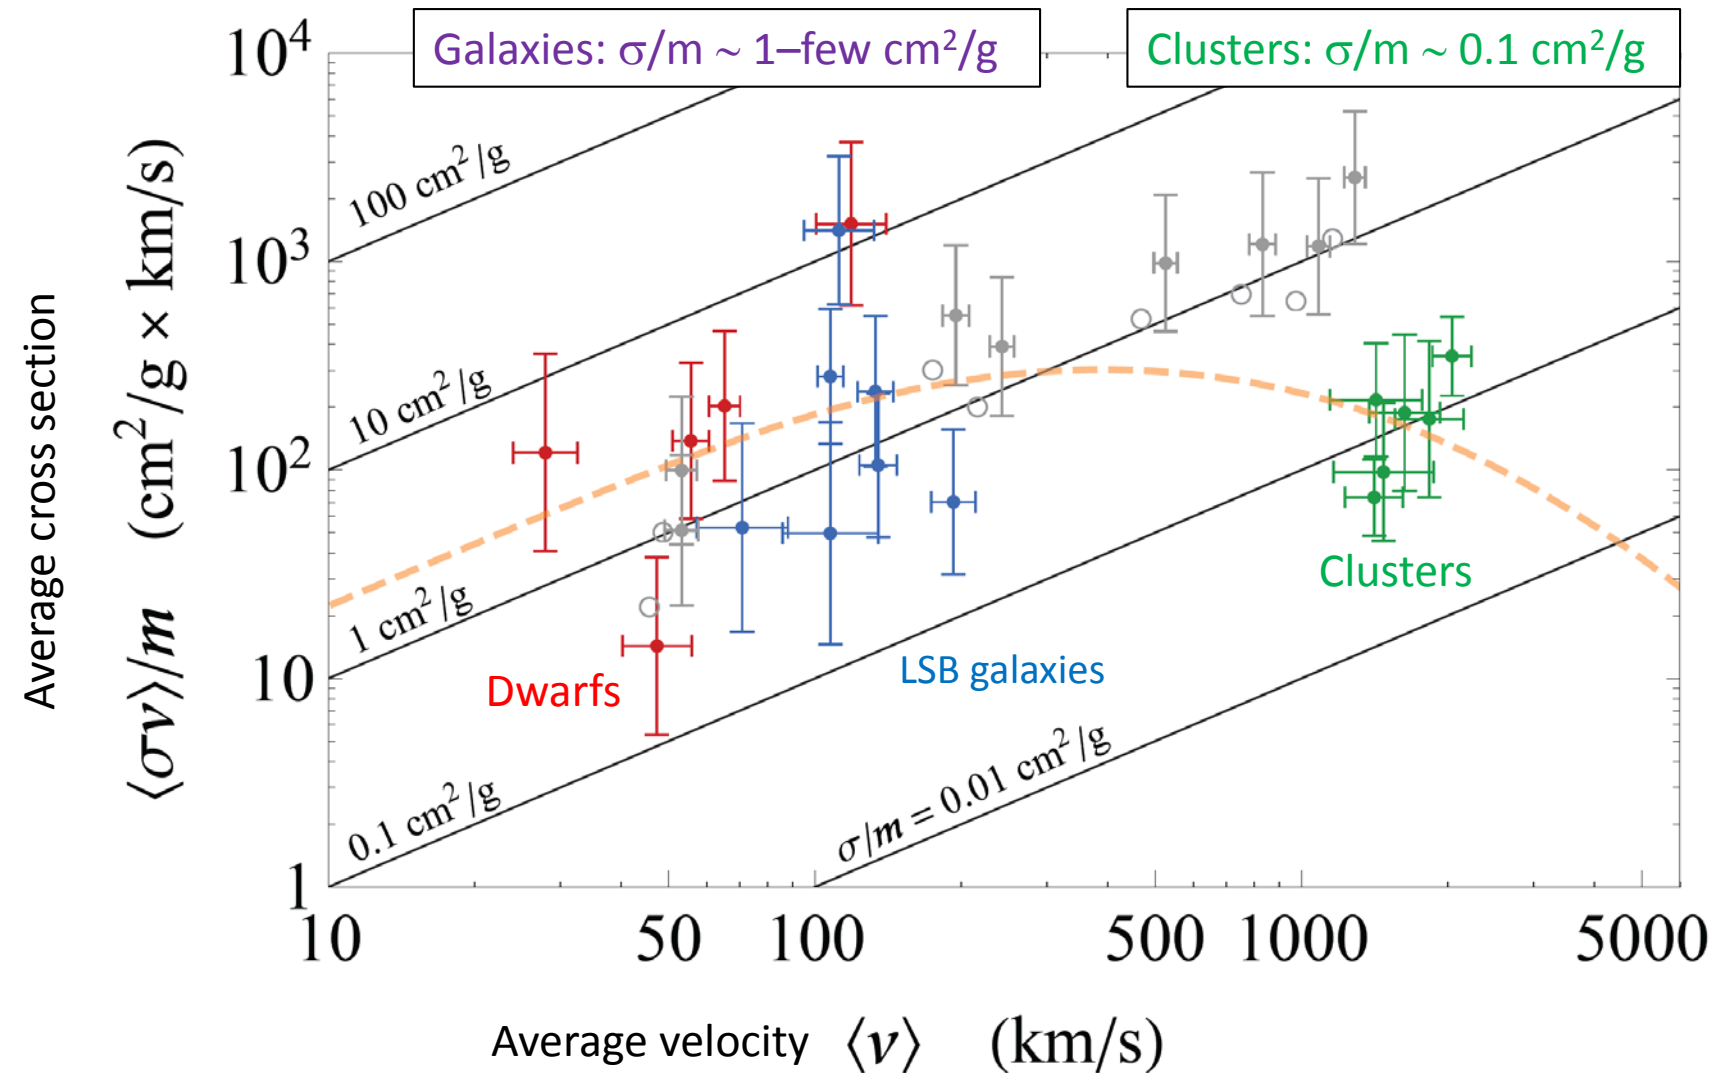 Galaxies: σ/m ~ 1–few cm²/g
Clusters: σ/m ~ 0.1 cm²/g
10⁴
10³
10²
10
1
100 cm²/g
10 cm²/g
1 cm²/g
0.1 cm²/g
σ/m = 0.01 cm²/g
Dwarfs
LSB galaxies
Clusters
Average cross section
⟨σv⟩/m (cm²/g × km/s)
10 50 100 500 1000 5000
Average velocity ⟨v⟩ (km/s)